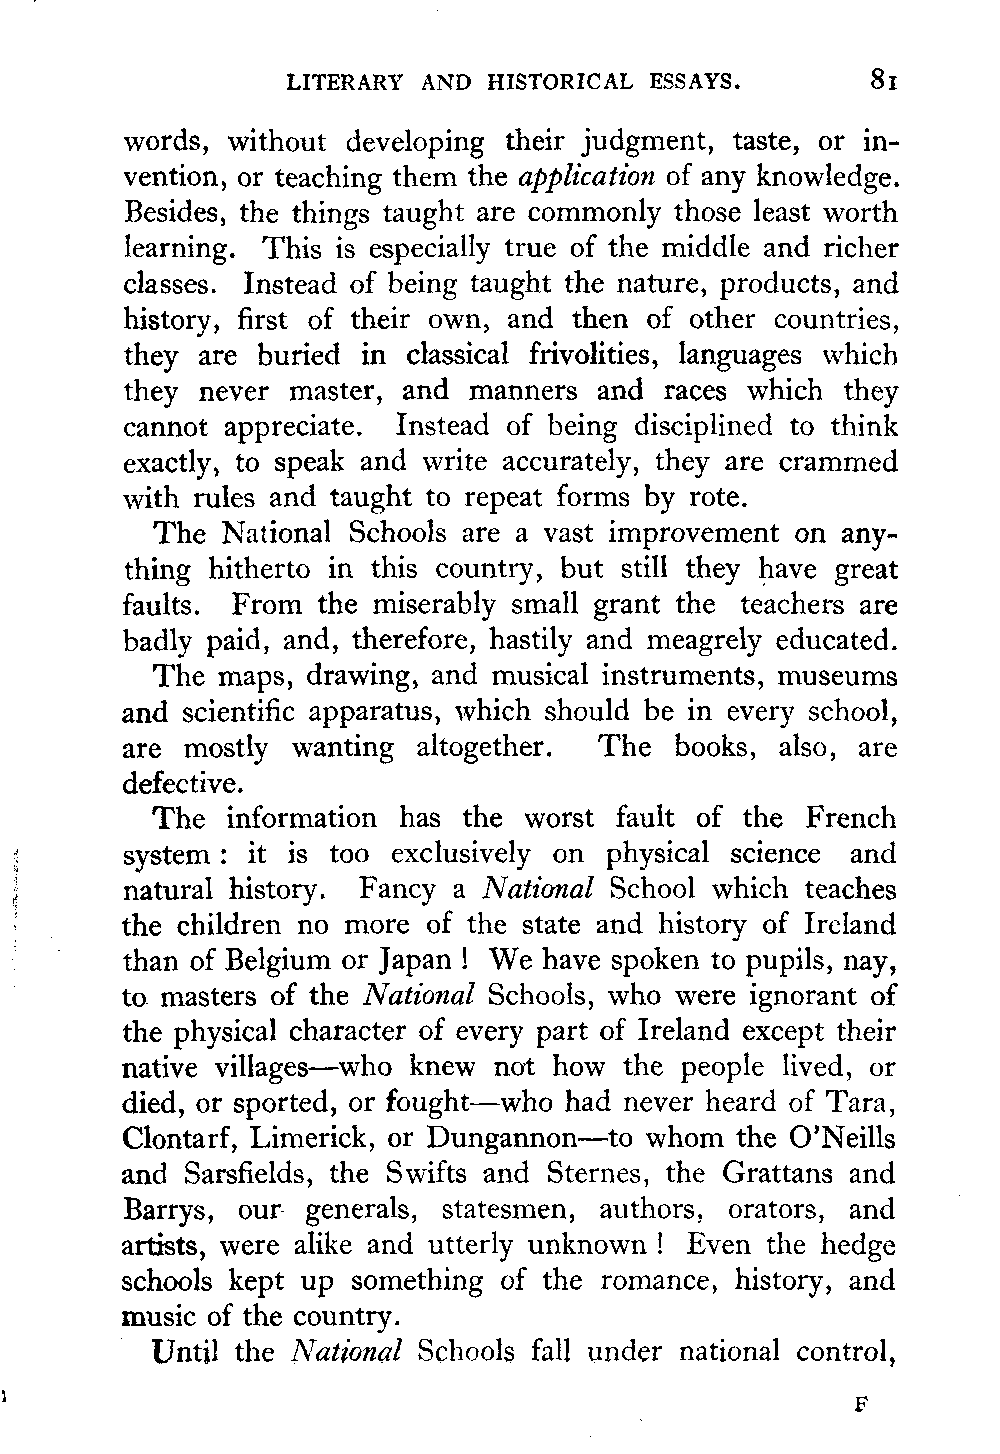 LITERARY AND HISTORICAL ESSAYS. 81
words, without developing their judgment, taste, or in-
vention, or teaching them the application of any knowledge.
Besides, the things taught are commonly those least worth
learning. This is especially true of the middle and richer
classes. Instead of being taught the nature, products, and
history, first of their own, and then of other countries,
they are buried in classical frivolities, languages which
they never master, and manners and races which they
cannot appreciate. Instead of being disciplined to think
exactly, to speak and write accurately, they are crammed
with rules and taught to repeat forms by rote.
The National Schools are a vast improvement on any-
thing hitherto in this country, but still they have great
faults. From the miserably small grant the teachers are
badly paid, and, therefore, hastily and meagrely educated.
The maps, drawing, and musical instruments, museums
and scientific apparatus, which should be in every school,
are mostly wanting altogether. The books, also, are
defective.
The information has the worst fault of the French
system : it is too exclusively on physical science and
natural history. Fancy a National School which teaches
the children no more of the state and history of Ireland
than of Belgium or Japan ! We have spoken to pupils, nay,
to masters of the National Schools, who were ignorant of
the physical character of every part of Ireland except their
native villages—who knew not how the people lived, or
died, or sported, or fought—who had never heard of Tara,
Clontarf, Limerick, or Dungannon—to whom the O'Neills
and Sarsfields, the Swifts and Sternes, the Grattans and
Barrys, our generals, statesmen, authors, orators, and
artists, were alike and utterly unknown ! Even the hedge
schools kept up something of the romance, history, and
music of the country.
Until the National Schools fall under national control,
F